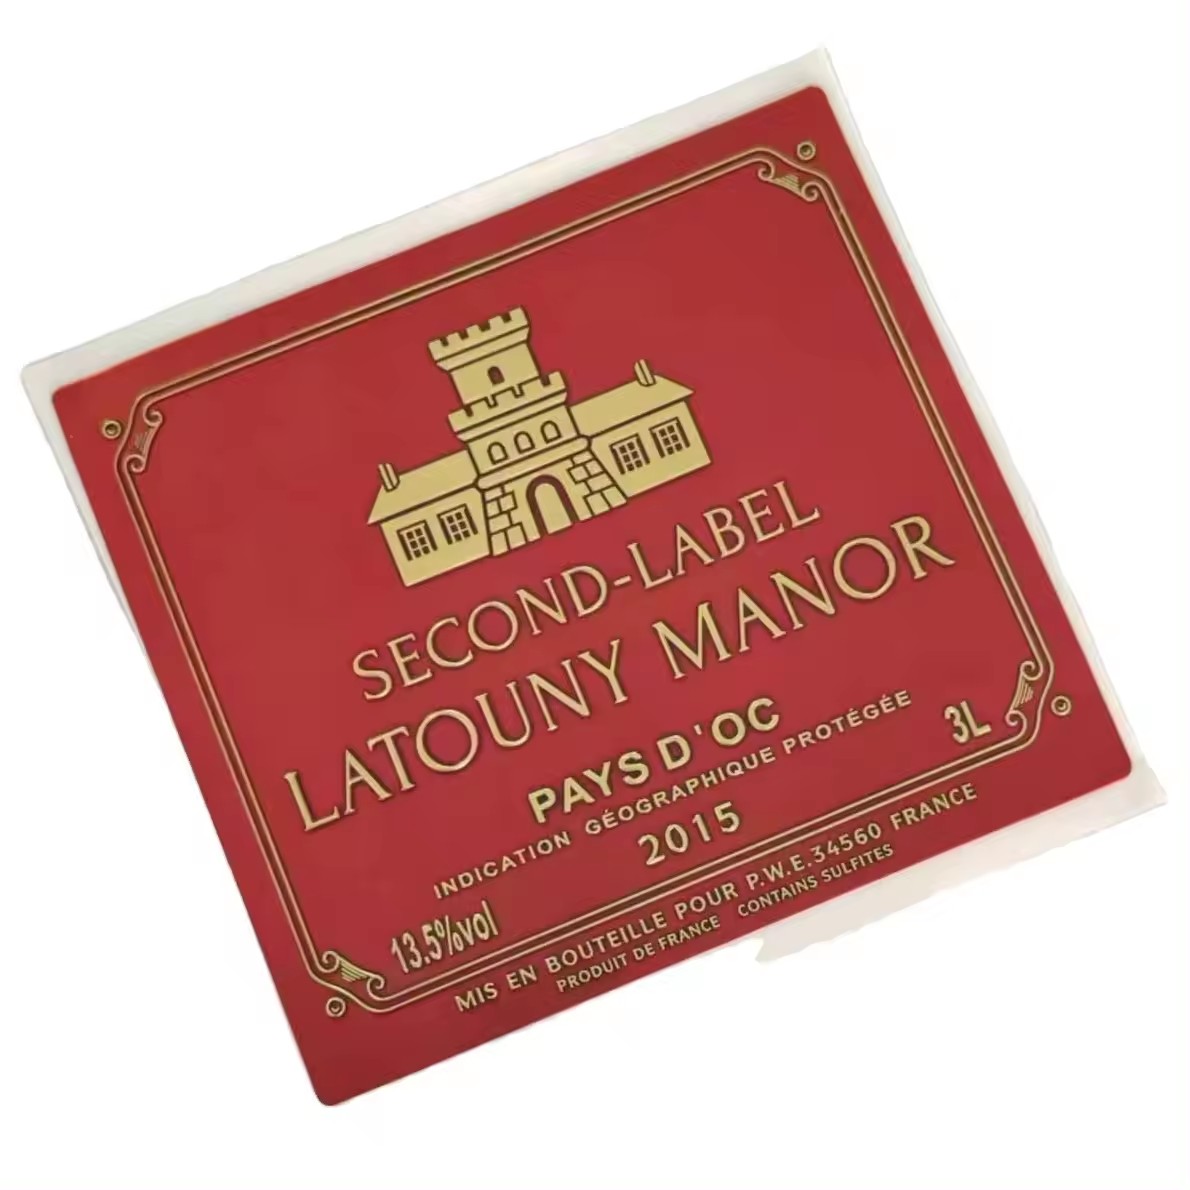 SECOND-LABEL
LATOUNY MANOR
PAYS D'OC
INDICATION GÉOGRAPHIQUE PROTÉGÉE
2015
3L
13.5%vol
MIS EN BOUTEILLE POUR P.W.E.34560 FRANCE
PRODUIT DE FRANCE CONTAINS SULFITES